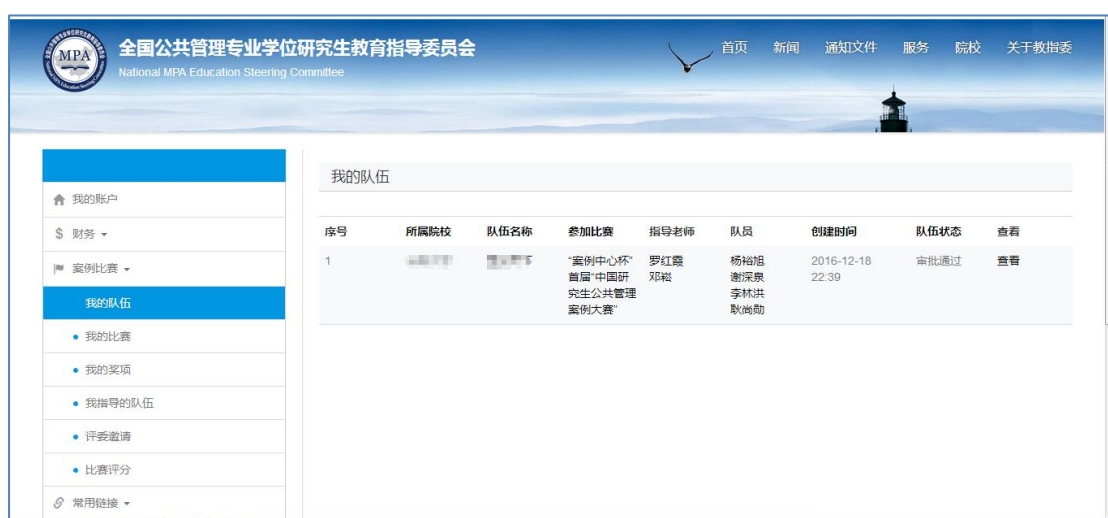 MPA
全国公共管理专业学位研究生教育指导委员会
National MPA Education Steering Committee
首页 新闻 通知文件 服务 院校 关于教指委
我的账户
$ 财务
案例比赛
我的队伍
我的比赛
我的奖项
我指导的队伍
评委邀请
比赛评分
常用链接
我的队伍
序号 所属院校 队伍名称 参加比赛 指导老师 队员 创建时间 队伍状态 查看
1 "案例中心杯" 罗红霞 杨裕旭 2016-12-18 审批通过 查看
首届"中国研 邓崧 谢深泉 22:39
究生公共管理 李林洪
案例大赛" 耿尚勋